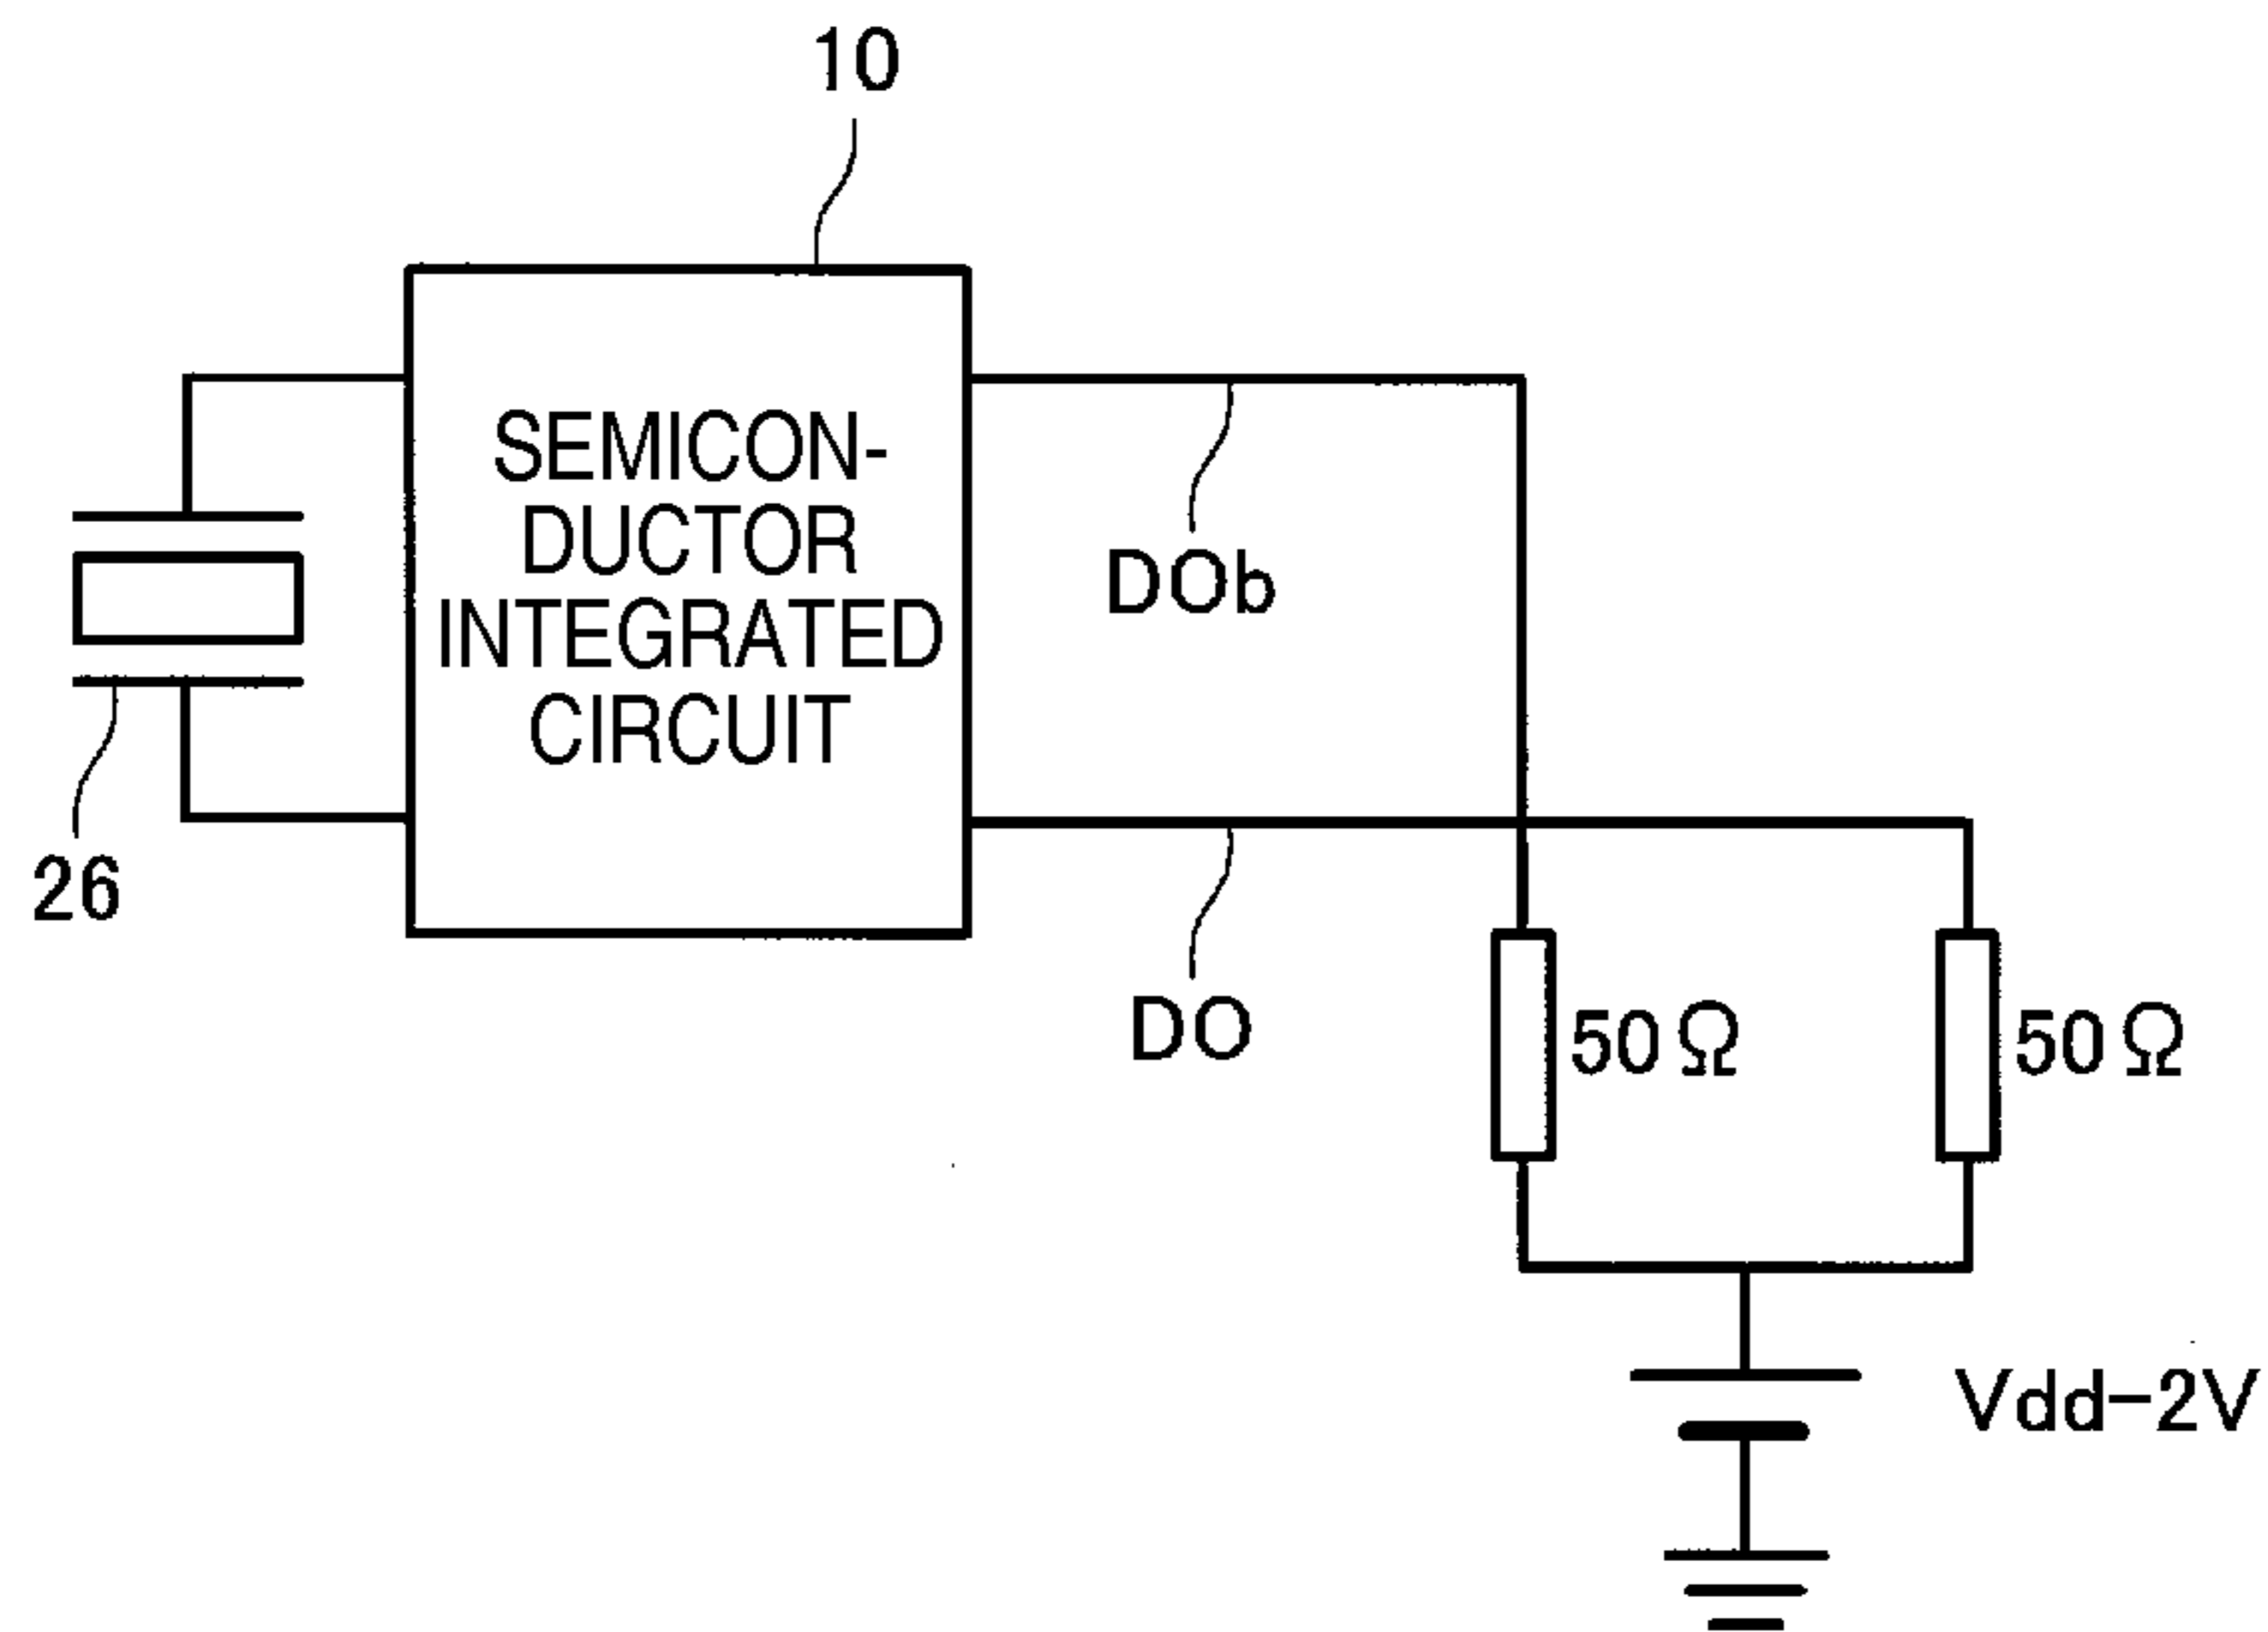 10
SEMICON-
DUCTOR
INTEGRATED
CIRCUIT
DOb
26
DO
50Ω
50Ω
Vdd-2V